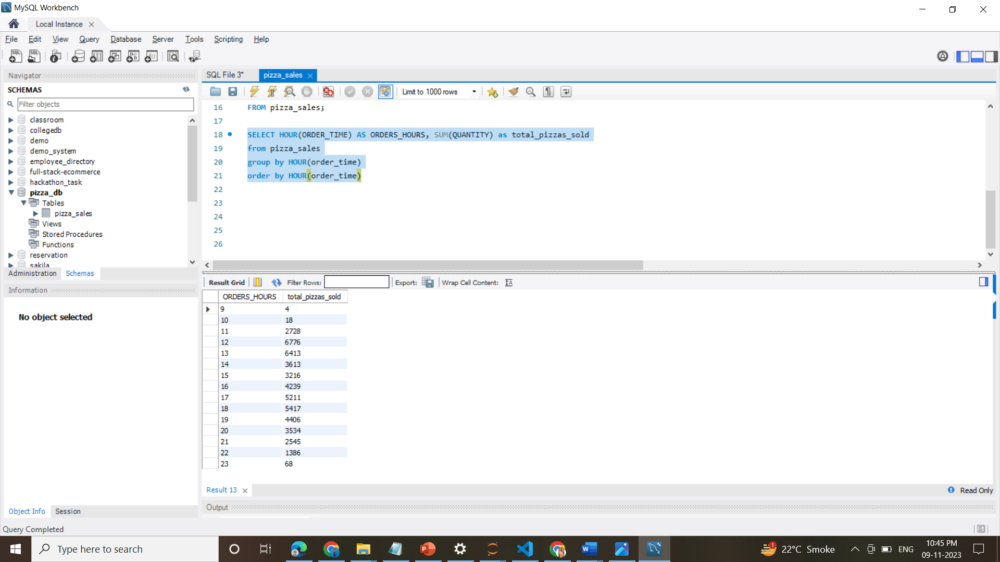 MySQL Workbench
Local Instance
File Edit View Query Database Server Tools Scripting Help
Navigator
SCHEMAS
Filter objects
classroom
collegedb
demo
demo_system
employee_directory
full-stack-ecommerce
hackathon_task
pizza_db
Tables
pizza_sales
Views
Stored Procedures
Functions
reservation
sakila
Administration Schemas
Information
No object selected
Object Info Session
SQL File 3* pizza_sales
Limit to 1000 rows
16 FROM pizza_sales;
17
18 SELECT HOUR(ORDER_TIME) AS ORDERS_HOURS, SUM(QUANTITY) as total_pizzas_sold
19 from pizza_sales
20 group by HOUR(order_time)
21 order by HOUR(order_time)
22
23
24
25
26
Result Grid Filter Rows: Export: Wrap Cell Content:
ORDERS_HOURS total_pizzas_sold
9 4
10 18
11 2728
12 6776
13 6413
14 3613
15 3216
16 4239
17 5211
18 5417
19 4406
20 3534
21 2545
22 1386
23 68
Result 13 Read Only
Output
Query Completed
Type here to search
1 22°C Smoke ENG 10:45 PM
09-11-2023